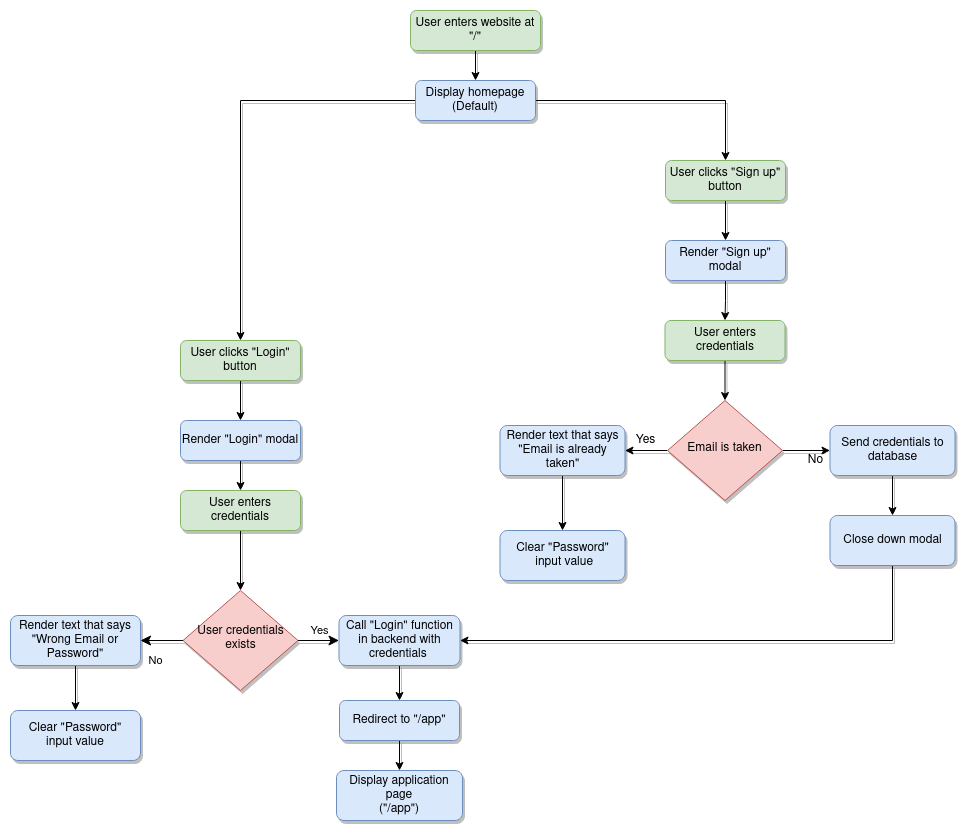 User enters website at
"/"
Display homepage
(Default)
User clicks "Sign up"
button
Render "Sign up"
modal
User enters
credentials
User clicks "Login"
button
Render "Login" modal
User enters
credentials
Email is taken
Yes
No
Render text that says
"Email is already
taken"
Send credentials to
database
Clear "Password"
input value
Close down modal
User credentials
exists
No
Yes
Render text that says
"Wrong Email or
Password"
Call "Login" function
in backend with
credentials
Clear "Password"
input value
Redirect to "/app"
Display application
page
("/app")